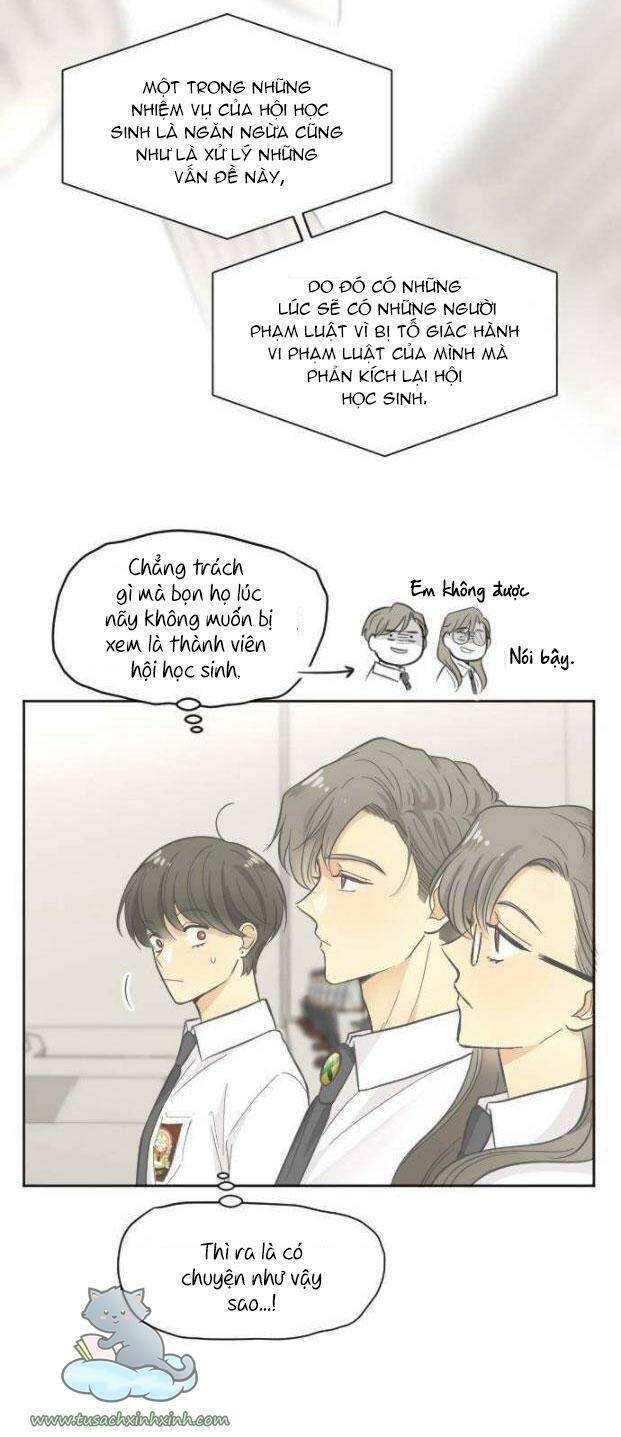 MỘT TRONG NHỮNG
NHIỆM VỤ CỦA HỘI HỌC
SINH LÀ NGĂN NGỪA CŨNG
NHƯ LÀ XỬ LÝ NHỮNG
VẤN ĐỀ NÀY,
DO ĐÓ CÓ NHỮNG
LÚC SẼ CÓ NHỮNG NGƯỜI
PHẠM LUẬT VÌ BỊ TỐ GIÁC HÀNH
VI PHẠM LUẬT CỦA MÌNH MÀ
PHẢN KÍCH LẠI HỘI
HỌC SINH.
Chẳng trách
gì mà bọn họ lúc
nãy không muốn bị
xem là thành viên
hội học sinh.
Em không được
Nói bậy.
Thì ra là có
chuyện như vậy
sao...!
www.tusachxinhxinh.com